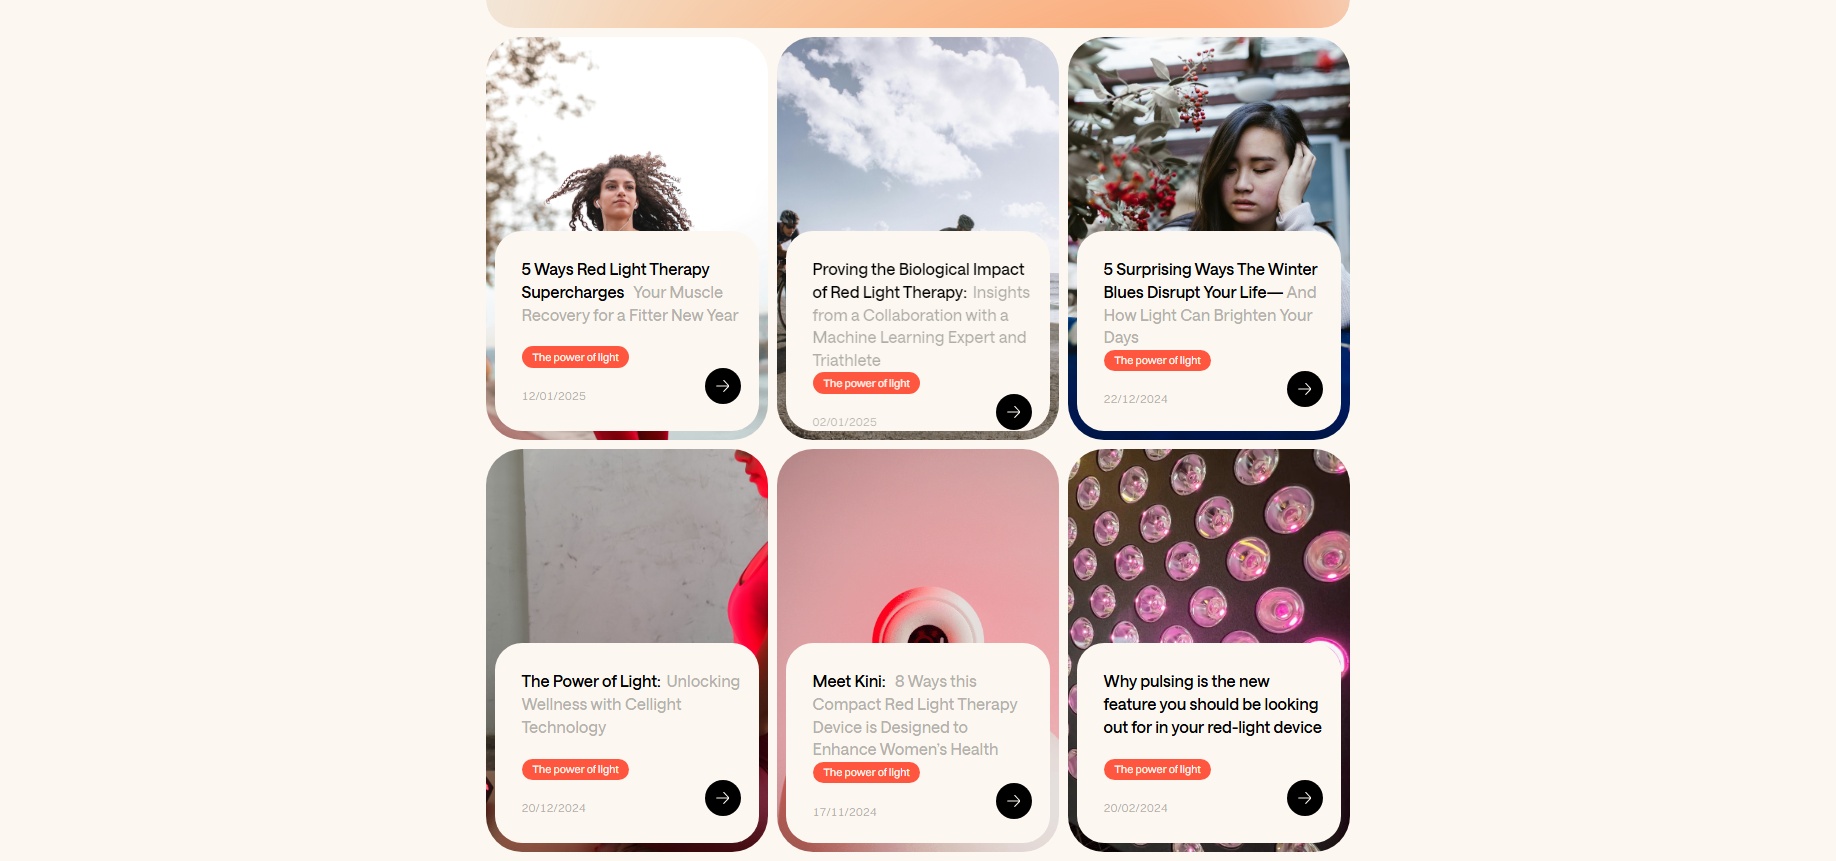 5 Ways Red Light Therapy
Supercharges Your Muscle
Recovery for a Fitter New Year
The power of light
12/01/2025
Proving the Biological Impact
of Red Light Therapy: Insights
from a Collaboration with a
Machine Learning Expert and
Triathlete
The power of light
02/01/2025
5 Surprising Ways The Winter
Blues Disrupt Your Life— And
How Light Can Brighten Your
Days
The power of light
22/12/2024
The Power of Light: Unlocking
Wellness with Cellight
Technology
The power of light
20/12/2024
Meet Kini: 8 Ways this
Compact Red Light Therapy
Device is Designed to
Enhance Women's Health
The power of light
17/11/2024
Why pulsing is the new
feature you should be looking
out for in your red-light device
The power of light
20/02/2024